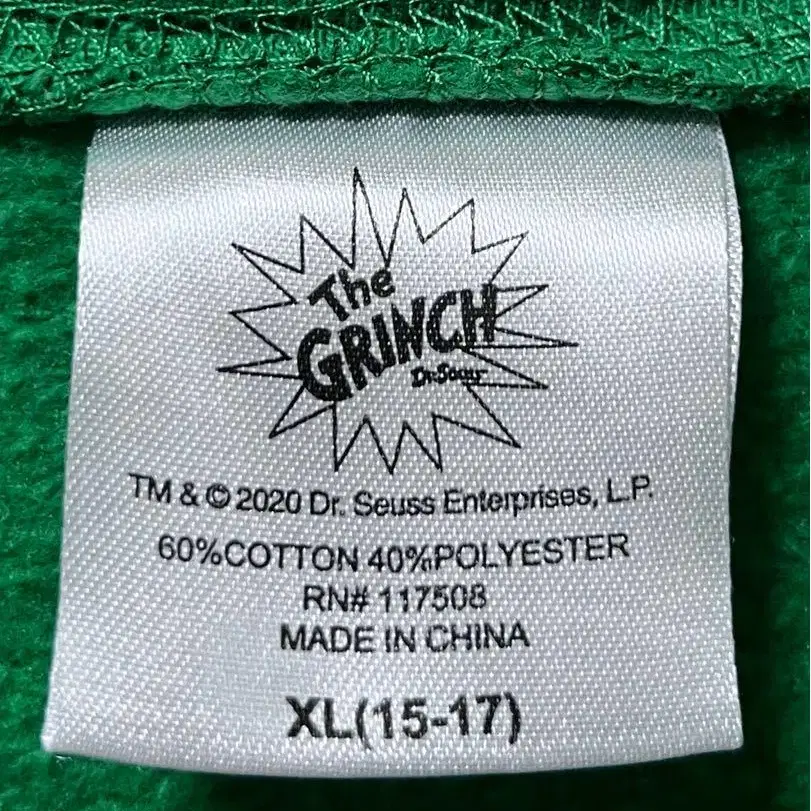 The
GRINCH
Dr. Seuss
TM & © 2020 Dr. Seuss Enterprises, L.P.
60%COTTON 40%POLYESTER
RN# 117508
MADE IN CHINA
XL(15-17)